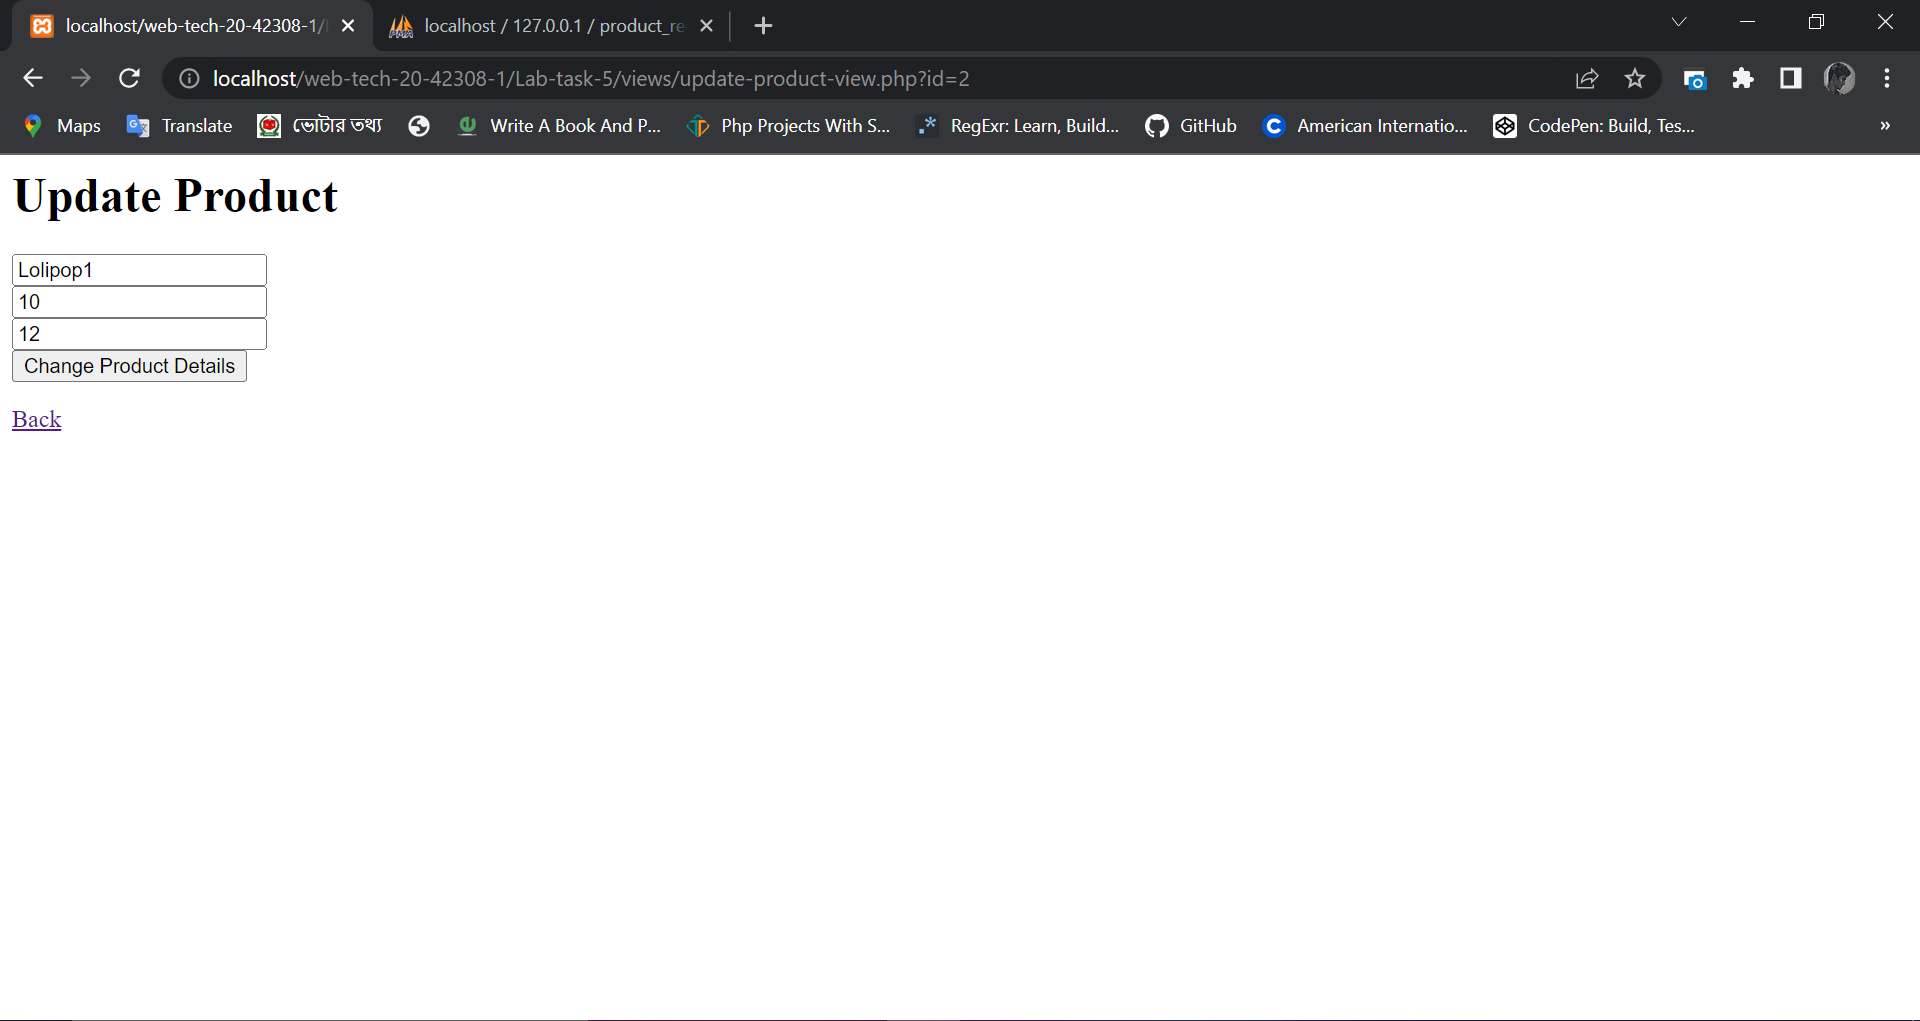 localhost/web-tech-20-42308-1/
localhost / 127.0.0.1 / product_re
localhost/web-tech-20-42308-1/Lab-task-5/views/update-product-view.php?id=2
Maps Translate ভোটার তথ্য Write A Book And P... Php Projects With S... .* RegExr: Learn, Build... GitHub American Internatio... CodePen: Build, Tes... »
Update Product
Lolipop1
10
12
Change Product Details
Back